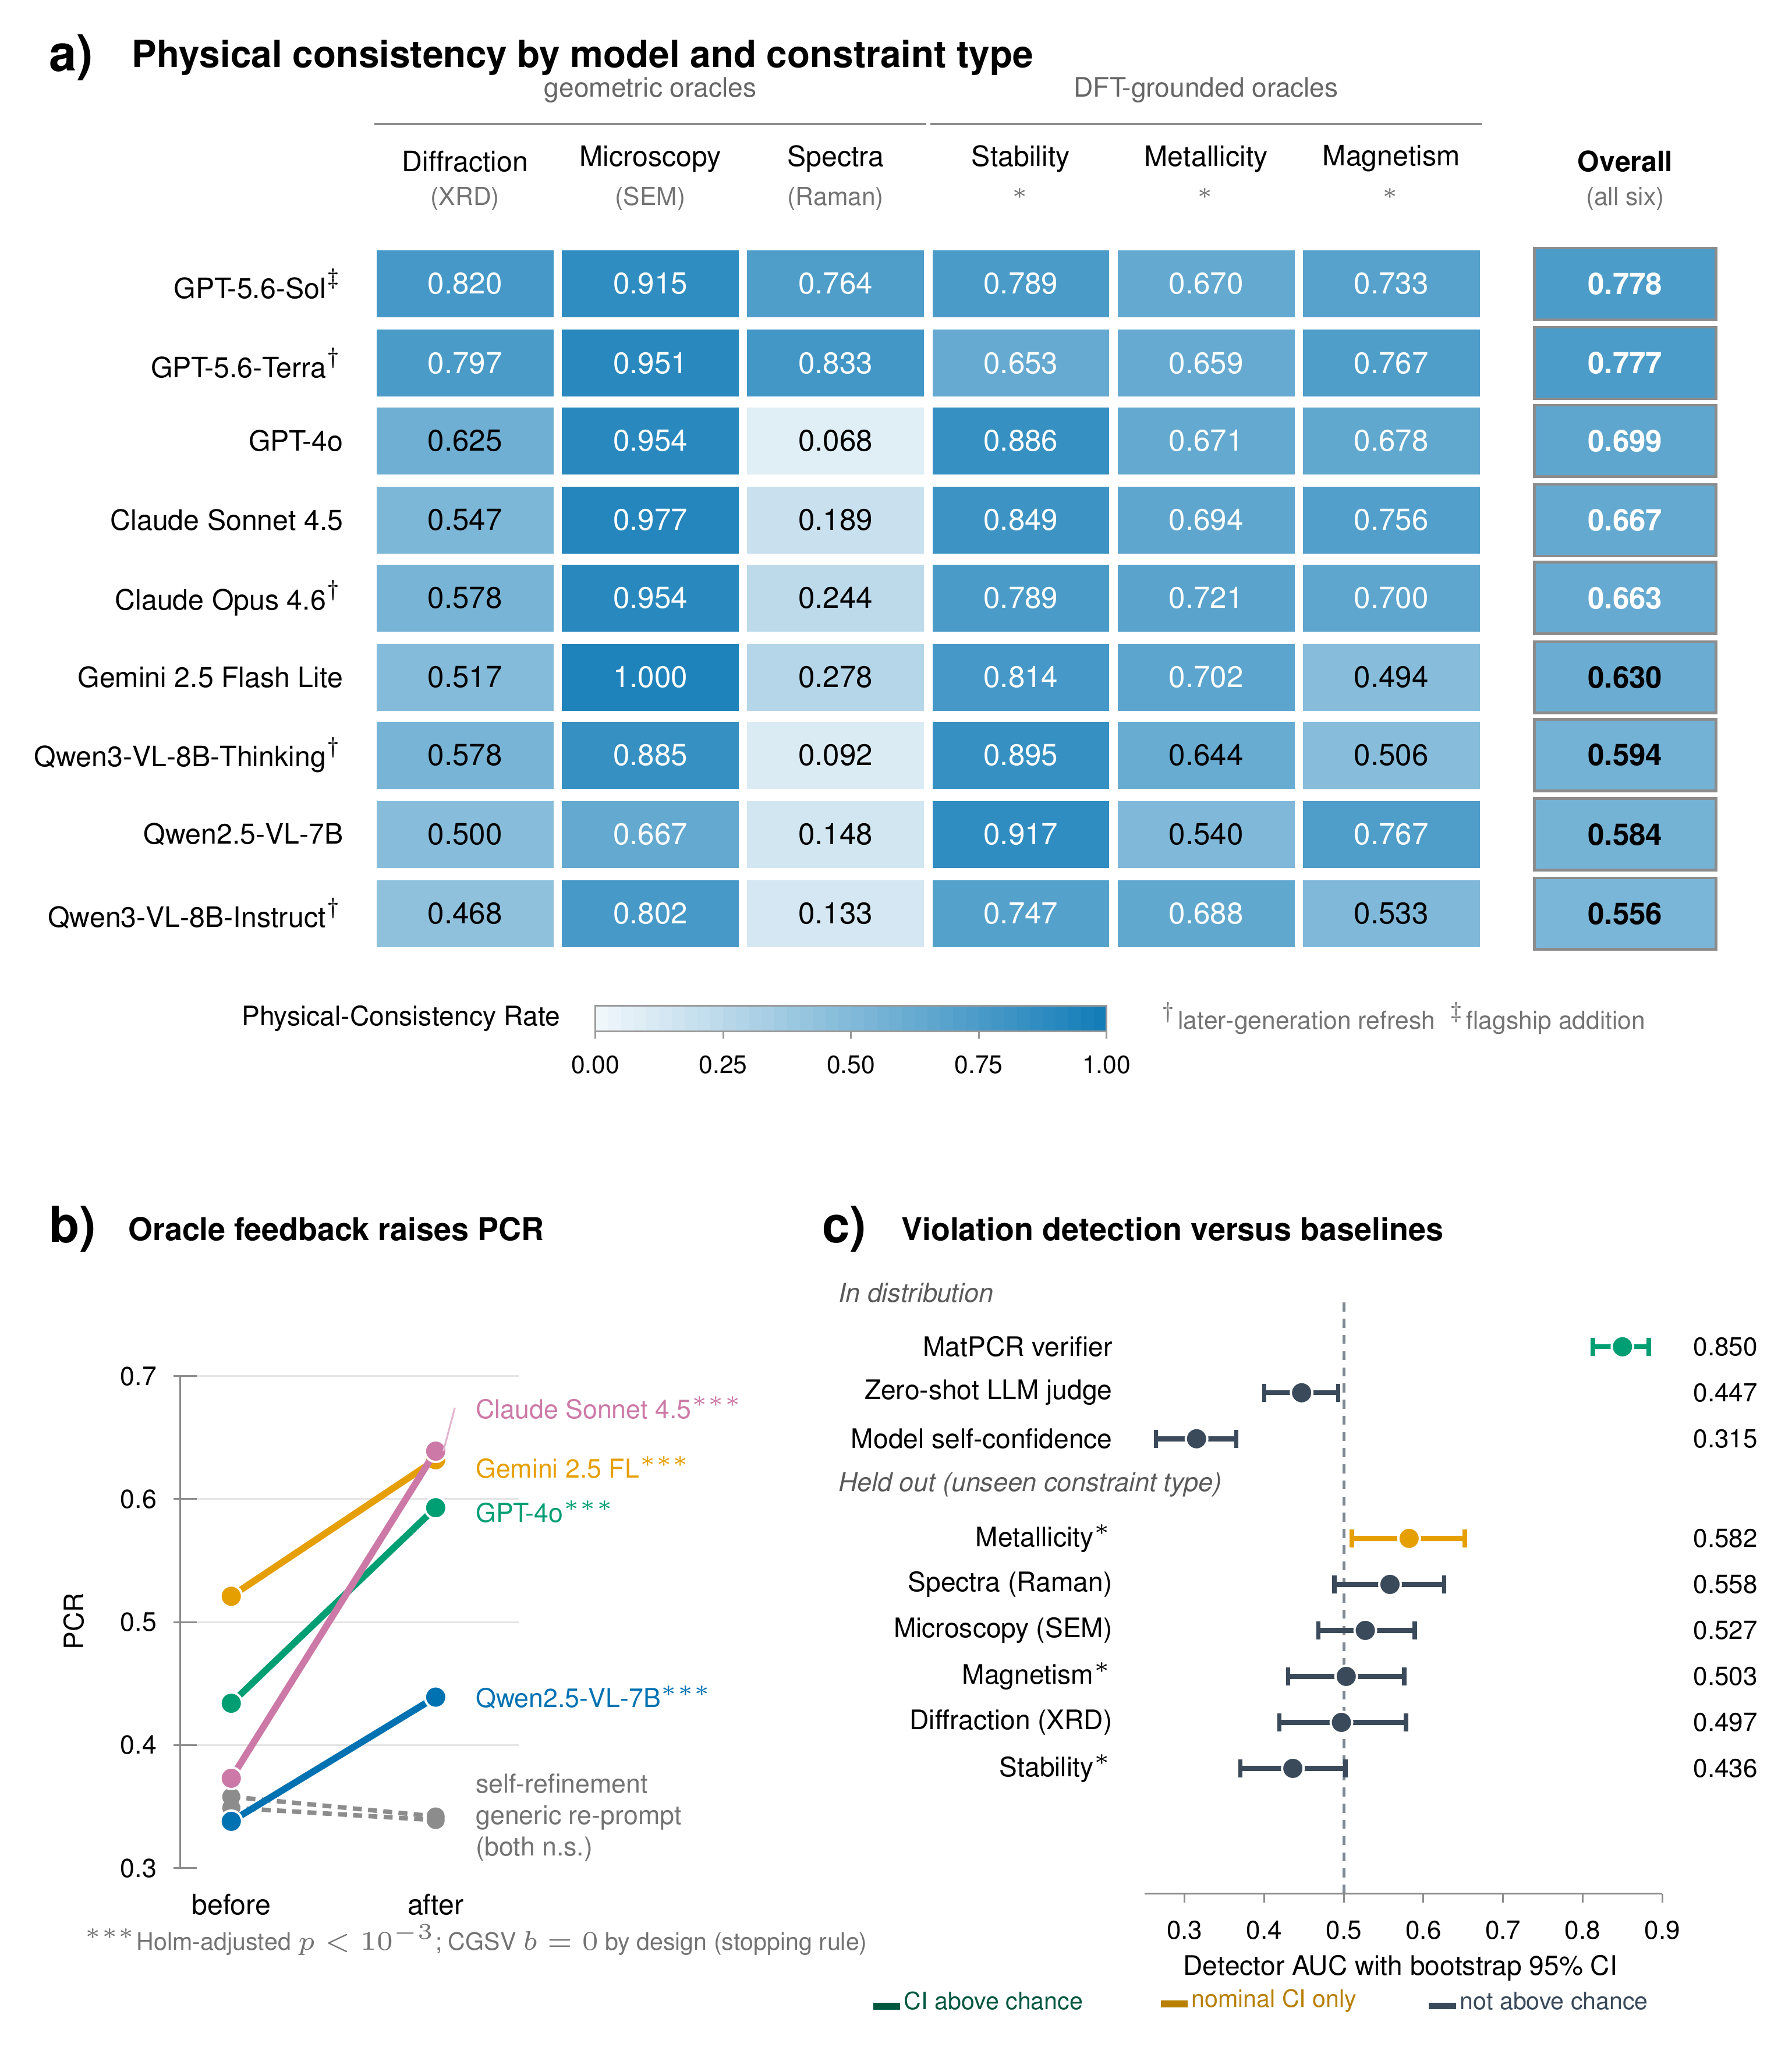 a) Physical consistency by model and constraint type
geometric oracles DFT-grounded oracles
Diffraction Microscopy Spectra Stability Metallicity Magnetism Overall
(XRD) (SEM) (Raman) * * * (all six)
GPT-5.6-Sol‡ 0.820 0.915 0.764 0.789 0.670 0.733 0.778
GPT-5.6-Terra† 0.797 0.951 0.833 0.653 0.659 0.767 0.777
GPT-4o 0.625 0.954 0.068 0.886 0.671 0.678 0.699
Claude Sonnet 4.5 0.547 0.977 0.189 0.849 0.694 0.756 0.667
Claude Opus 4.6† 0.578 0.954 0.244 0.789 0.721 0.700 0.663
Gemini 2.5 Flash Lite 0.517 1.000 0.278 0.814 0.702 0.494 0.630
Qwen3-VL-8B-Thinking† 0.578 0.885 0.092 0.895 0.644 0.506 0.594
Qwen2.5-VL-7B 0.500 0.667 0.148 0.917 0.540 0.767 0.584
Qwen3-VL-8B-Instruct† 0.468 0.802 0.133 0.747 0.688 0.533 0.556
Physical-Consistency Rate †later-generation refresh ‡flagship addition
0.00 0.25 0.50 0.75 1.00
b) Oracle feedback raises PCR
0.7
Claude Sonnet 4.5***
Gemini 2.5 FL***
0.6
GPT-4o***
0.5
PCR
Qwen2.5-VL-7B***
0.4
self-refinement
generic re-prompt
(both n.s.)
0.3
before after
***Holm-adjusted p < 10⁻³; CGSV b = 0 by design (stopping rule)
c) Violation detection versus baselines
In distribution
MatPCR verifier 0.850
Zero-shot LLM judge 0.447
Model self-confidence 0.315
Held out (unseen constraint type)
Metallicity* 0.582
Spectra (Raman) 0.558
Microscopy (SEM) 0.527
Magnetism* 0.503
Diffraction (XRD) 0.497
Stability* 0.436
0.3 0.4 0.5 0.6 0.7 0.8 0.9
Detector AUC with bootstrap 95% CI
CI above chance nominal CI only not above chance